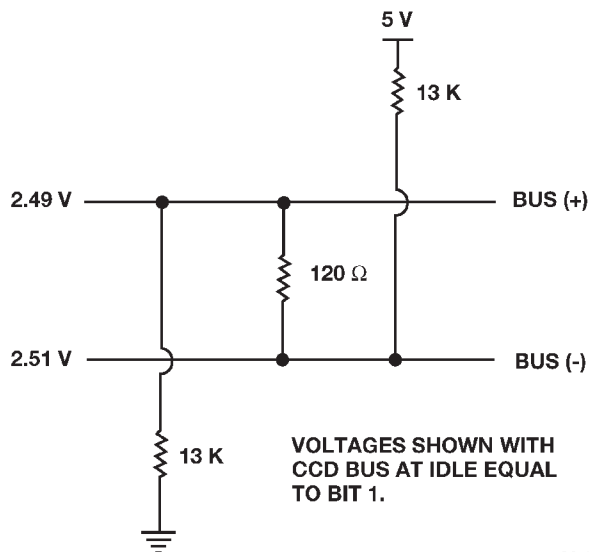 5 V
13 K
2.49 V
BUS (+)
120 Ω
2.51 V
BUS (-)
13 K
VOLTAGES SHOWN WITH
CCD BUS AT IDLE EQUAL
TO BIT 1.